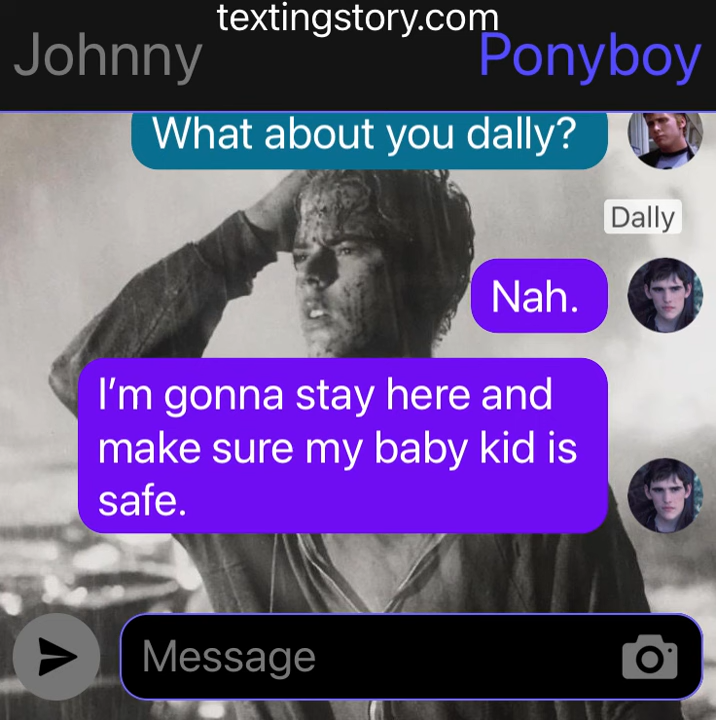 textingstory.com
Johnny
Ponyboy
What about you dally?
Dally
Nah.
I’m gonna stay here and
make sure my baby kid is
safe.
Message